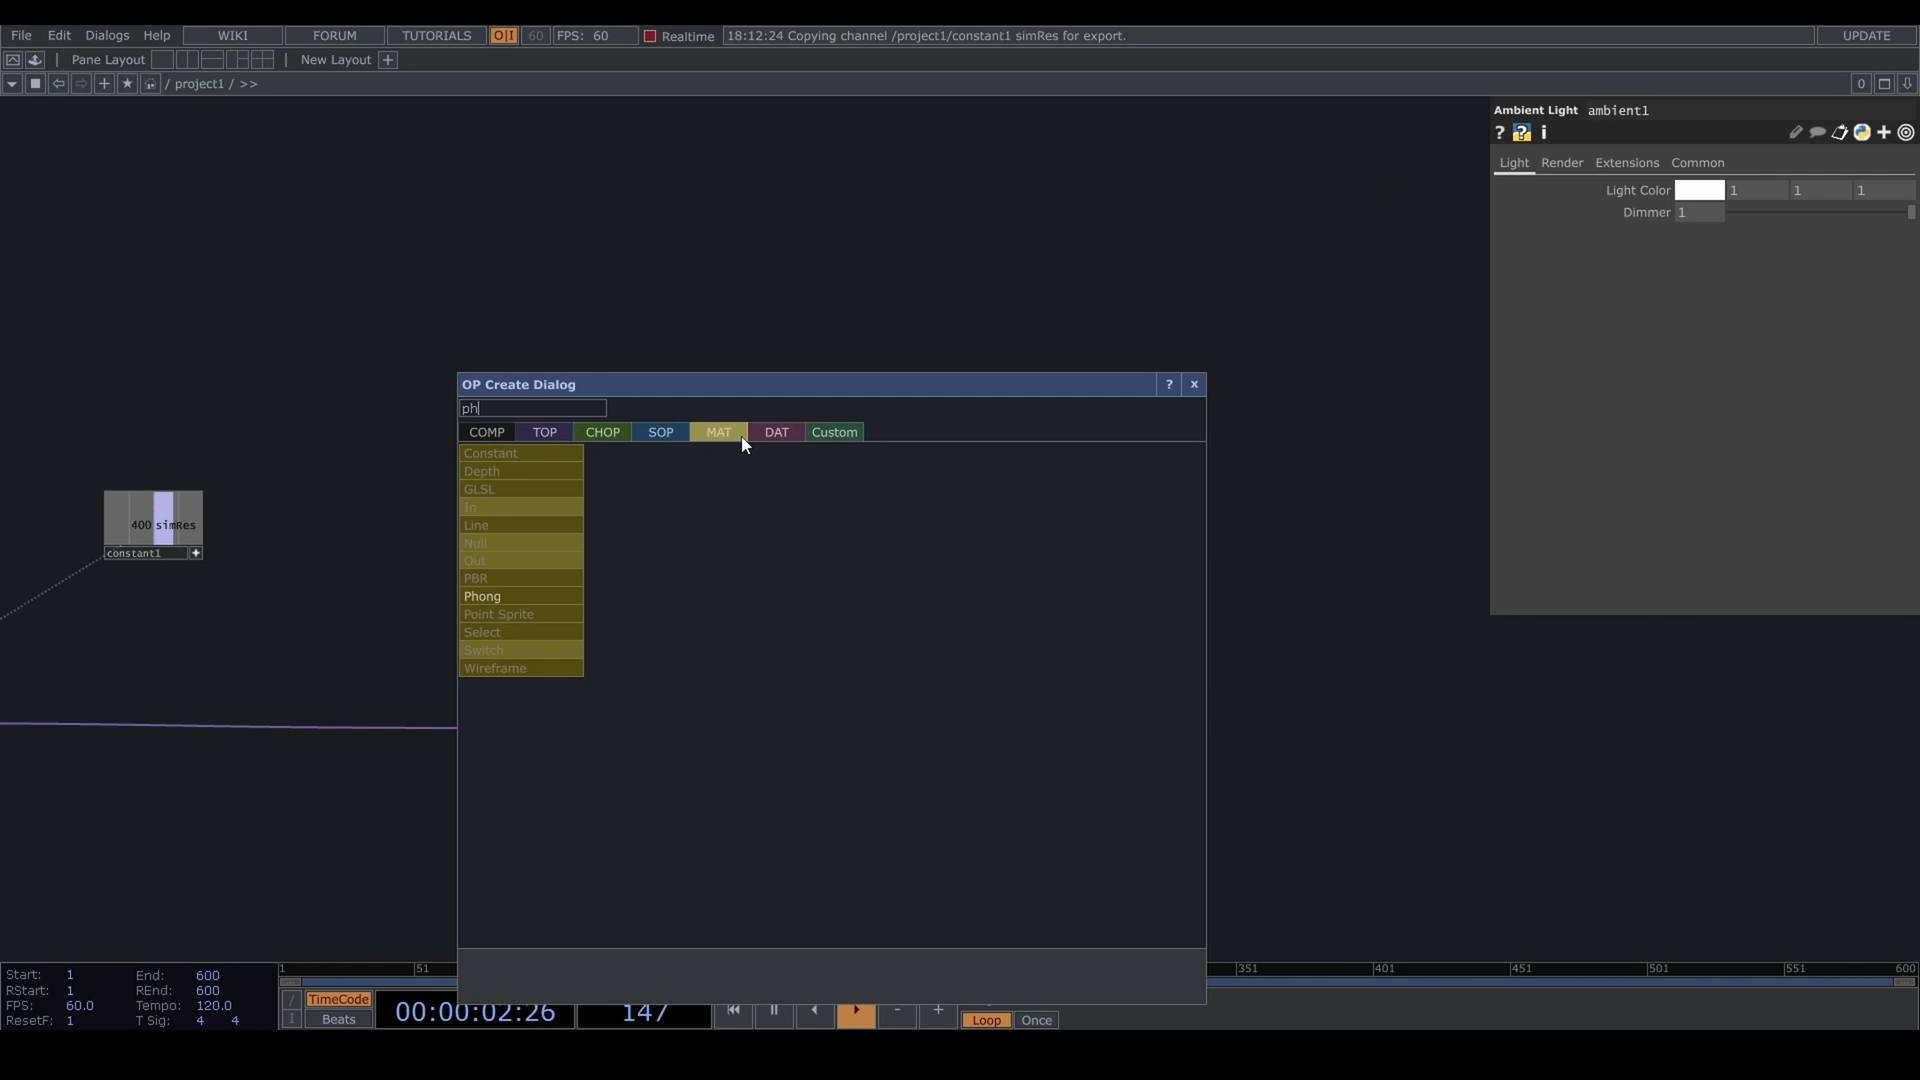 File Edit Dialogs Help WIKI FORUM TUTORIALS O|I 60 FPS: 60 Realtime 18:12:24 Copying channel /project1/constant1 simRes for export. UPDATE
Pane Layout New Layout +
/ project1 / >> 0
Ambient Light ambient1
? ? i
Light Render Extensions Common
Light Color 1 1 1
Dimmer 1
OP Create Dialog ? x
ph
COMP TOP CHOP SOP MAT DAT Custom
Constant
Depth
GLSL
In
Line
Null
Out
PBR
Phong
Point Sprite
Select
Switch
Wireframe
400 simRes
constant1
1 51 351 401 451 501 551 600
Start: 1 End: 600
RStart: 1 REnd: 600
FPS: 60.0 Tempo: 120.0
ResetF: 1 T Sig: 4 4
/ TimeCode
I Beats
00:00:02:26 147 - +
Loop Once